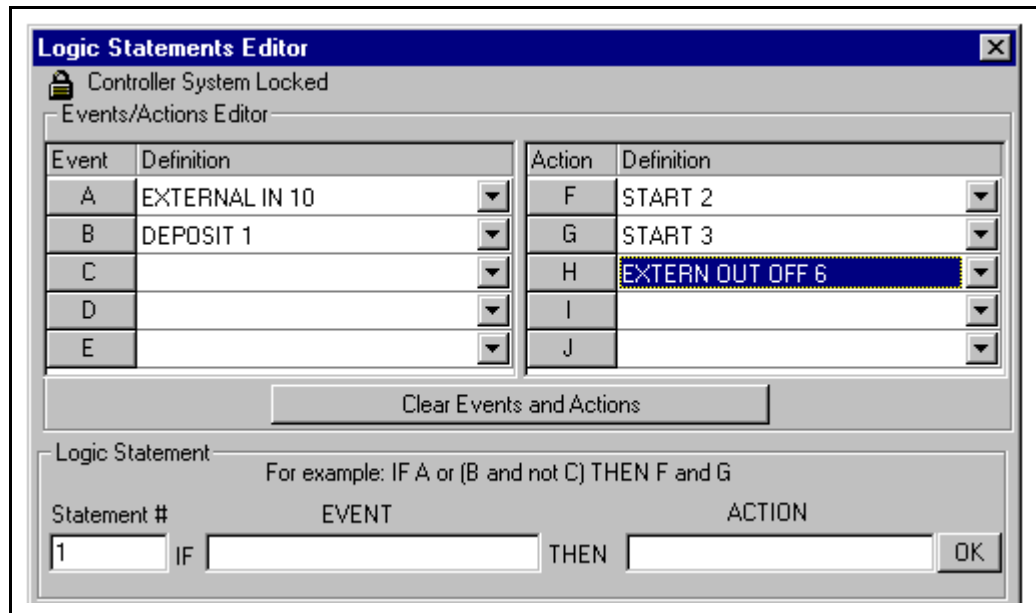 Logic Statements Editor
Controller System Locked
Events/Actions Editor
Event Definition Action Definition
A EXTERNAL IN 10 F START 2
B DEPOSIT 1 G START 3
C H EXTERN OUT OFF 6
D I
E J
Clear Events and Actions
Logic Statement
For example: IF A or (B and not C) THEN F and G
Statement # EVENT ACTION
1 IF THEN OK